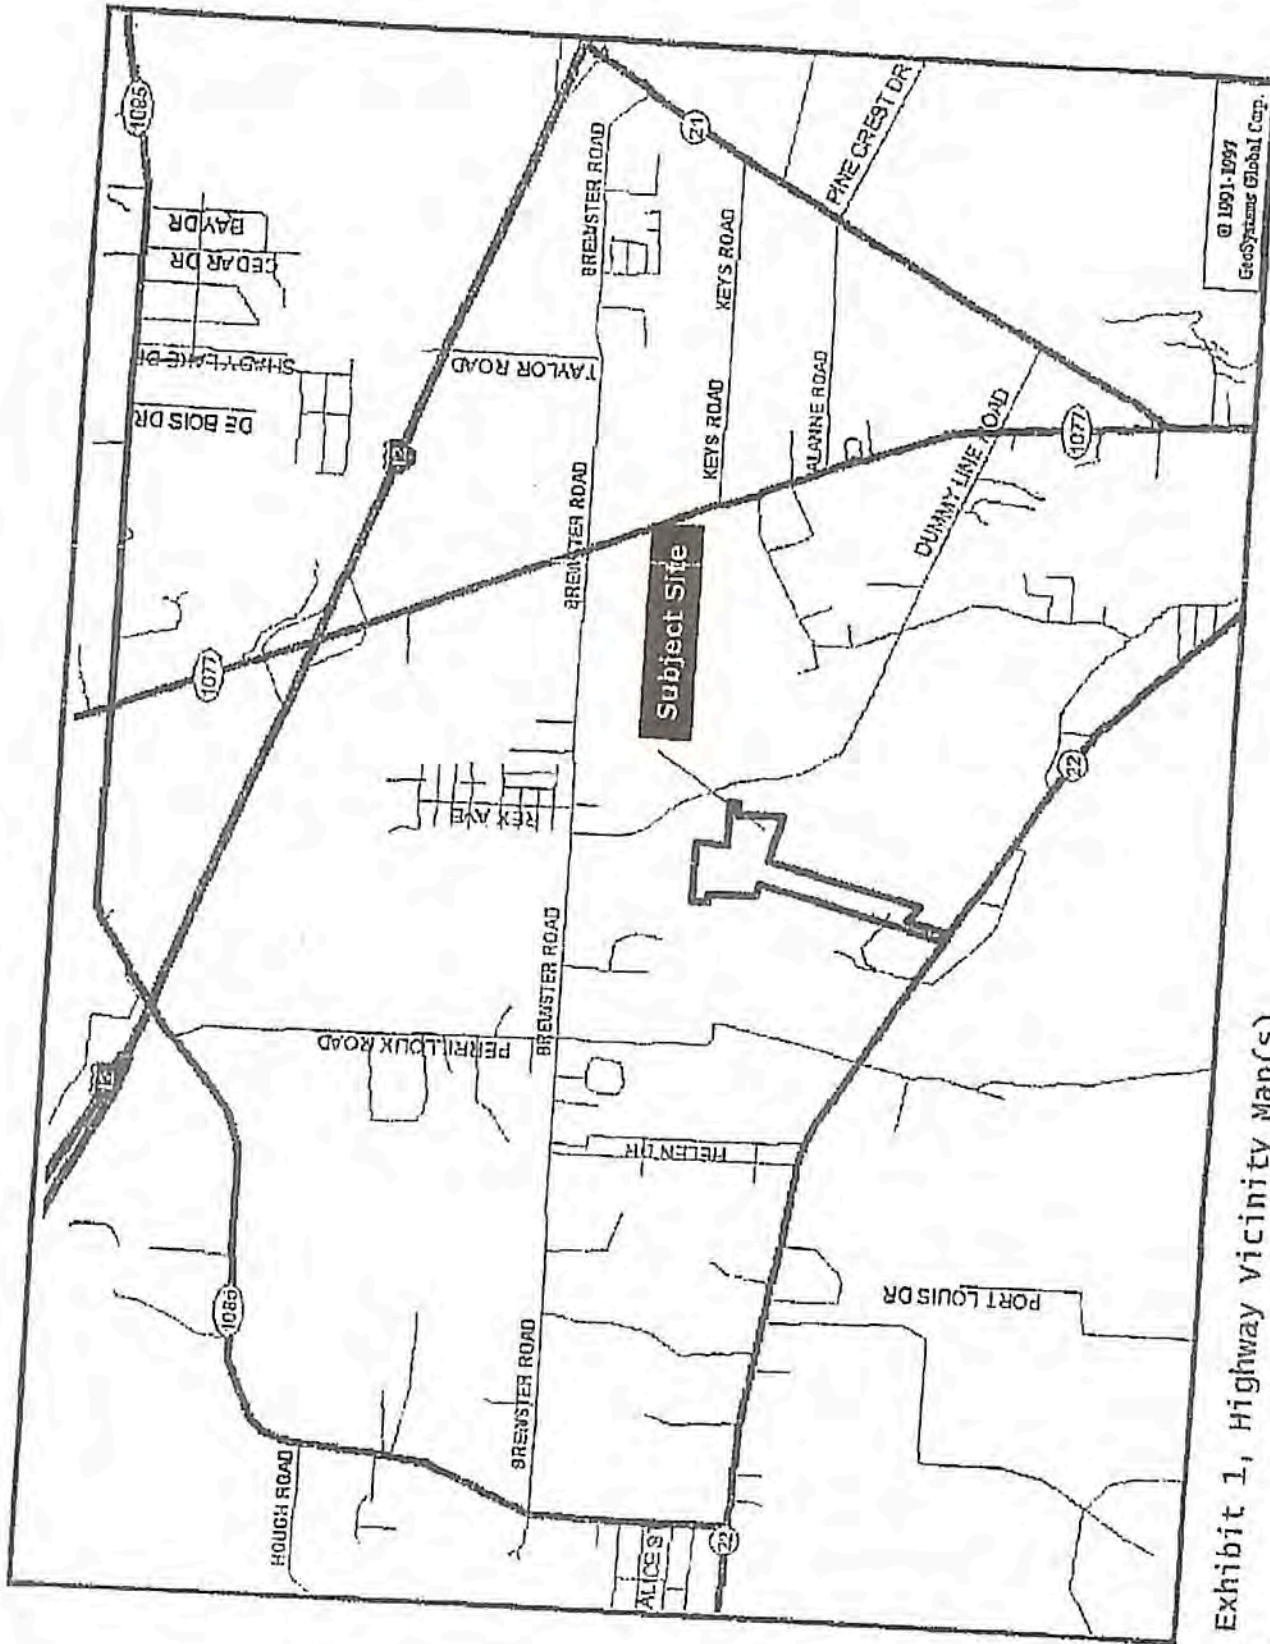 1085
BAY DR
CEDAR DR
DE BOIS DR
12
TAYLOR ROAD
BREWSTER ROAD
21
PINE CREST DR
KEYS ROAD
KEYS ROAD
ALANNE ROAD
BREWSTER ROAD
1077
DUMMY LINE ROAD
1077
Subject Site
REX AVE
22
12
PERRILLOUX ROAD
BREWSTER ROAD
HELEN DR
1085
BREWSTER ROAD
PORT LOUIS DR
HOUGH ROAD
ALICE S
22
@ 1991-1997
GeoSystems Global Corp.
Exhibit 1, Highway Vicinity Map(s)